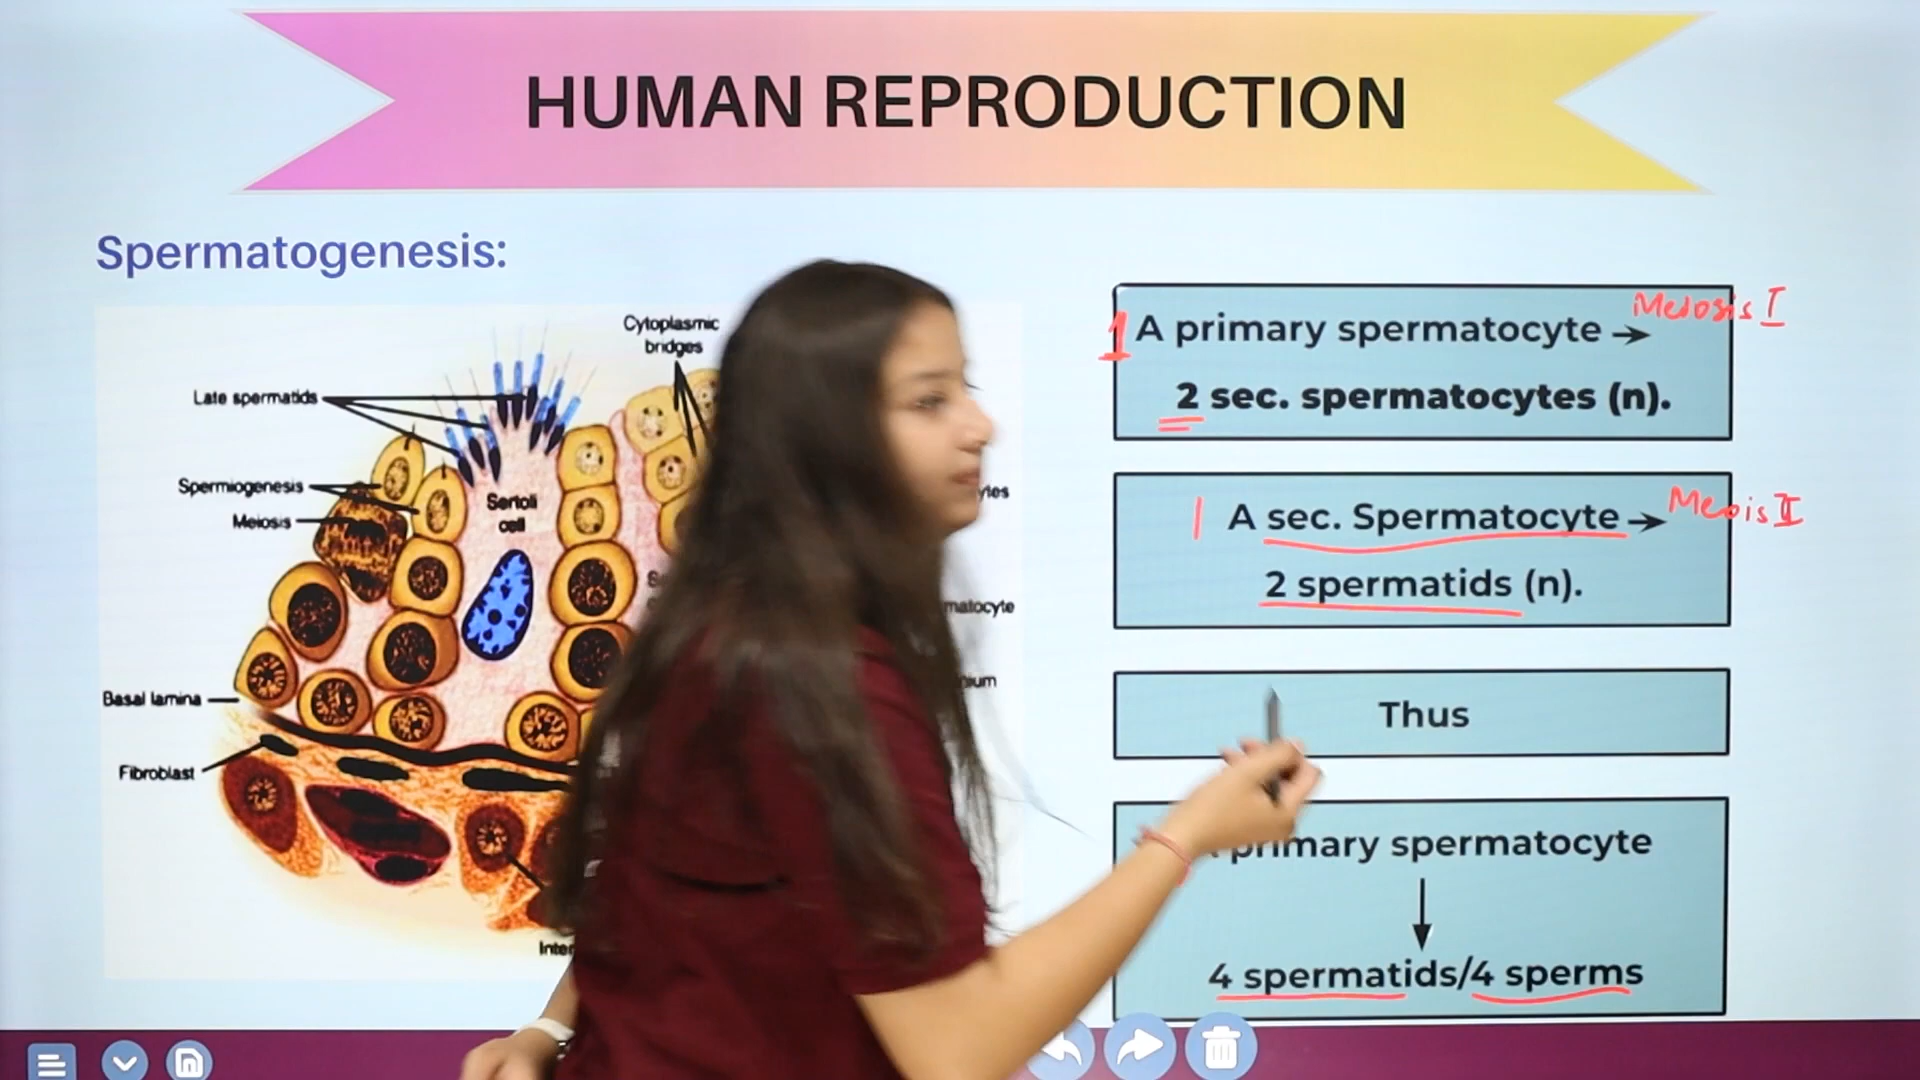 HUMAN REPRODUCTION
Spermatogenesis:
Cytoplasmic
bridges
Late spermatids
Spermiogenesis
Meiosis
Sertoli
cell
Basal lamina
Fibroblast
Meiosis I
1 A primary spermatocyte →
2 sec. spermatocytes (n).
1 A sec. Spermatocyte → Meois II
2 spermatids (n).
Thus
primary spermatocyte
4 spermatids/4 sperms